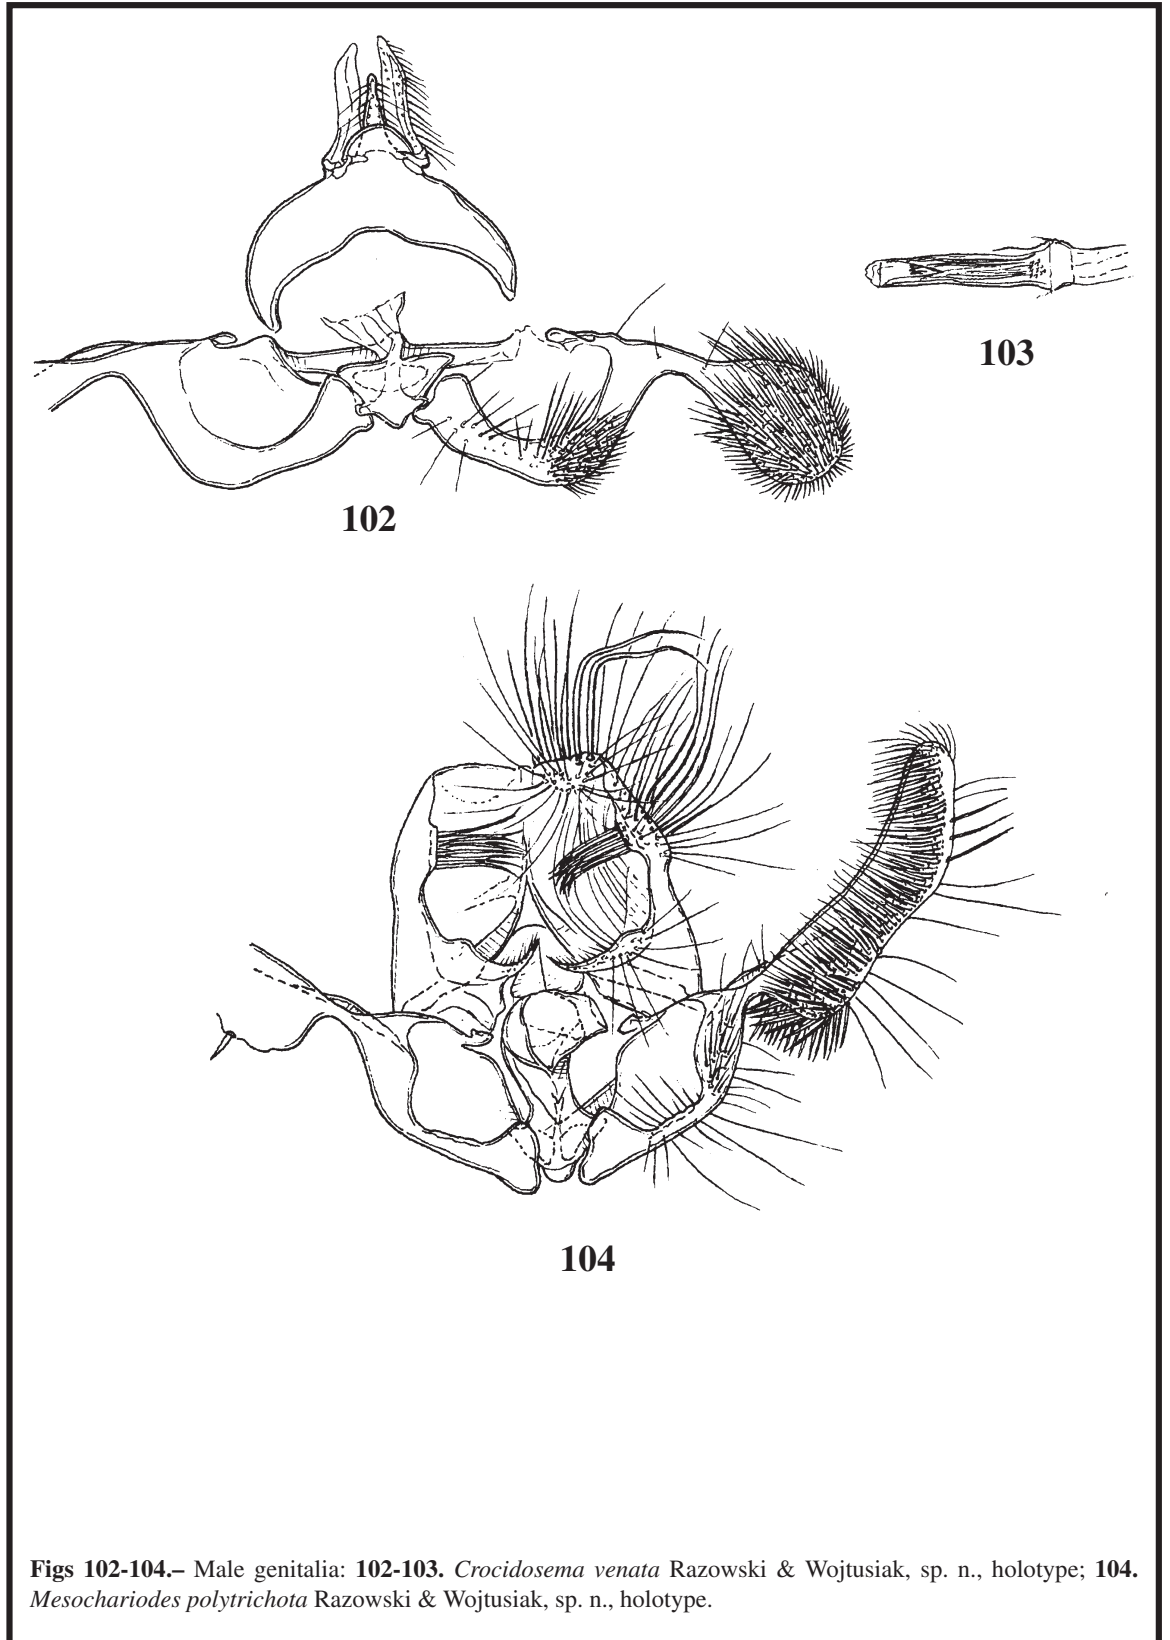 103
102
104
Figs 102-104.– Male genitalia: 102-103. Crocidosema venata Razowski & Wojtusiak, sp. n., holotype; 104.
Mesochariodes polytrichota Razowski & Wojtusiak, sp. n., holotype.